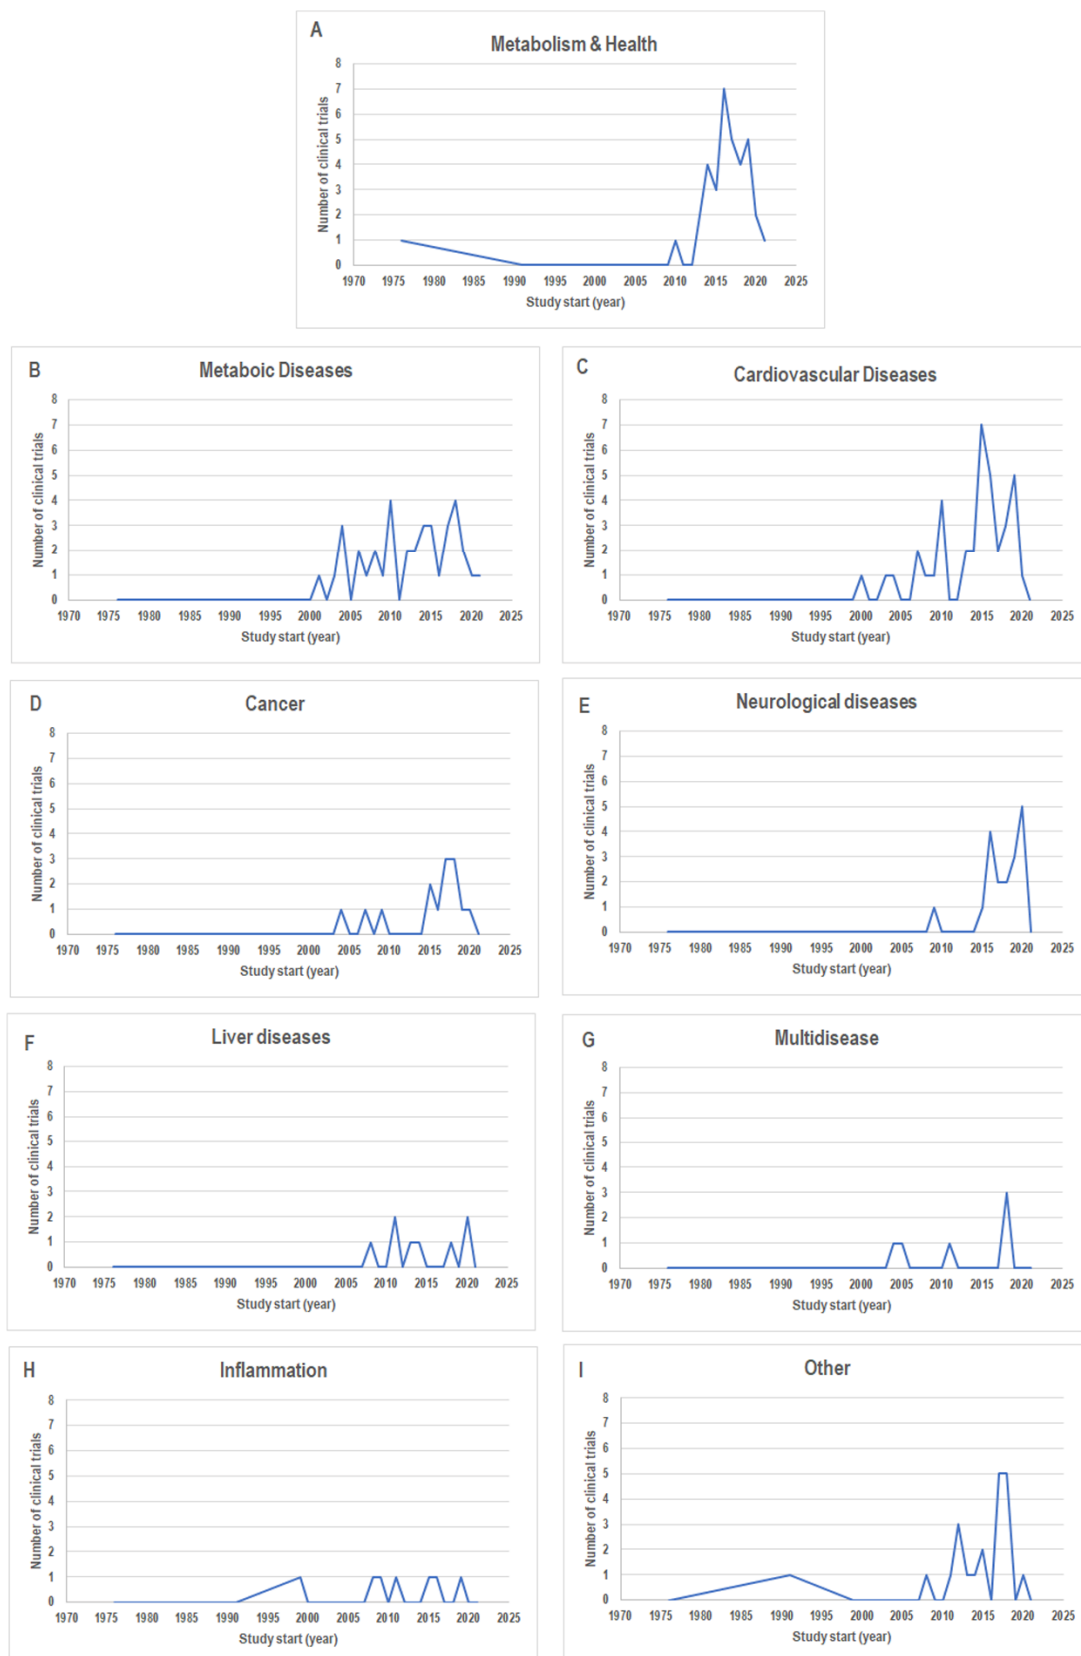 A
Metabolism & Health
Number of clinical trials
8
7
6
5
4
3
2
1
0
1970 1975 1980 1985 1990 1995 2000 2005 2010 2015 2020 2025
Study start (year)
B
Metaboic Diseases
Number of clinical trials
8
7
6
5
4
3
2
1
0
1970 1975 1980 1985 1990 1995 2000 2005 2010 2015 2020 2025
Study start (year)
C
Cardiovascular Diseases
Number of clinical trials
8
7
6
5
4
3
2
1
0
1970 1975 1980 1985 1990 1995 2000 2005 2010 2015 2020 2025
Study start (year)
D
Cancer
Number of clinical trials
8
7
6
5
4
3
2
1
0
1970 1975 1980 1985 1990 1995 2000 2005 2010 2015 2020 2025
Study start (year)
E
Neurological diseases
Number of clinical trials
8
7
6
5
4
3
2
1
0
1970 1975 1980 1985 1990 1995 2000 2005 2010 2015 2020 2025
Study start (year)
F
Liver diseases
Number of clinical trials
8
7
6
5
4
3
2
1
0
1970 1975 1980 1985 1990 1995 2000 2005 2010 2015 2020 2025
Study start (year)
G
Multidisease
Number of clinical trials
8
7
6
5
4
3
2
1
0
1970 1975 1980 1985 1990 1995 2000 2005 2010 2015 2020 2025
Study start (year)
H
Inflammation
Number of clinical trials
8
7
6
5
4
3
2
1
0
1970 1975 1980 1985 1990 1995 2000 2005 2010 2015 2020 2025
Study start (year)
I
Other
Number of clinical trials
8
7
6
5
4
3
2
1
0
1970 1975 1980 1985 1990 1995 2000 2005 2010 2015 2020 2025
Study start (year)